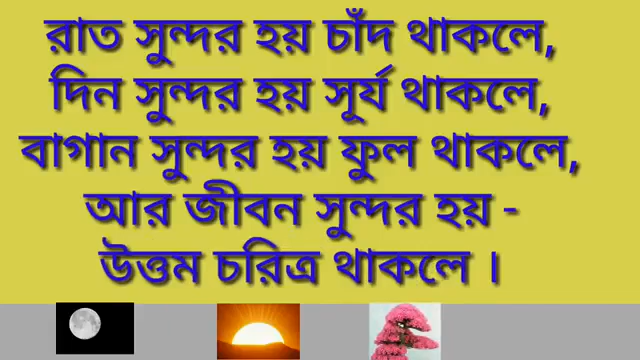 রাত সুন্দর হয় চাঁদ থাকলে,
দিন সুন্দর হয় সূর্য থাকলে,
বাগান সুন্দর হয় ফুল থাকলে,
আর জীবন সুন্দর হয় -
উত্তম চরিত্র থাকলে ।